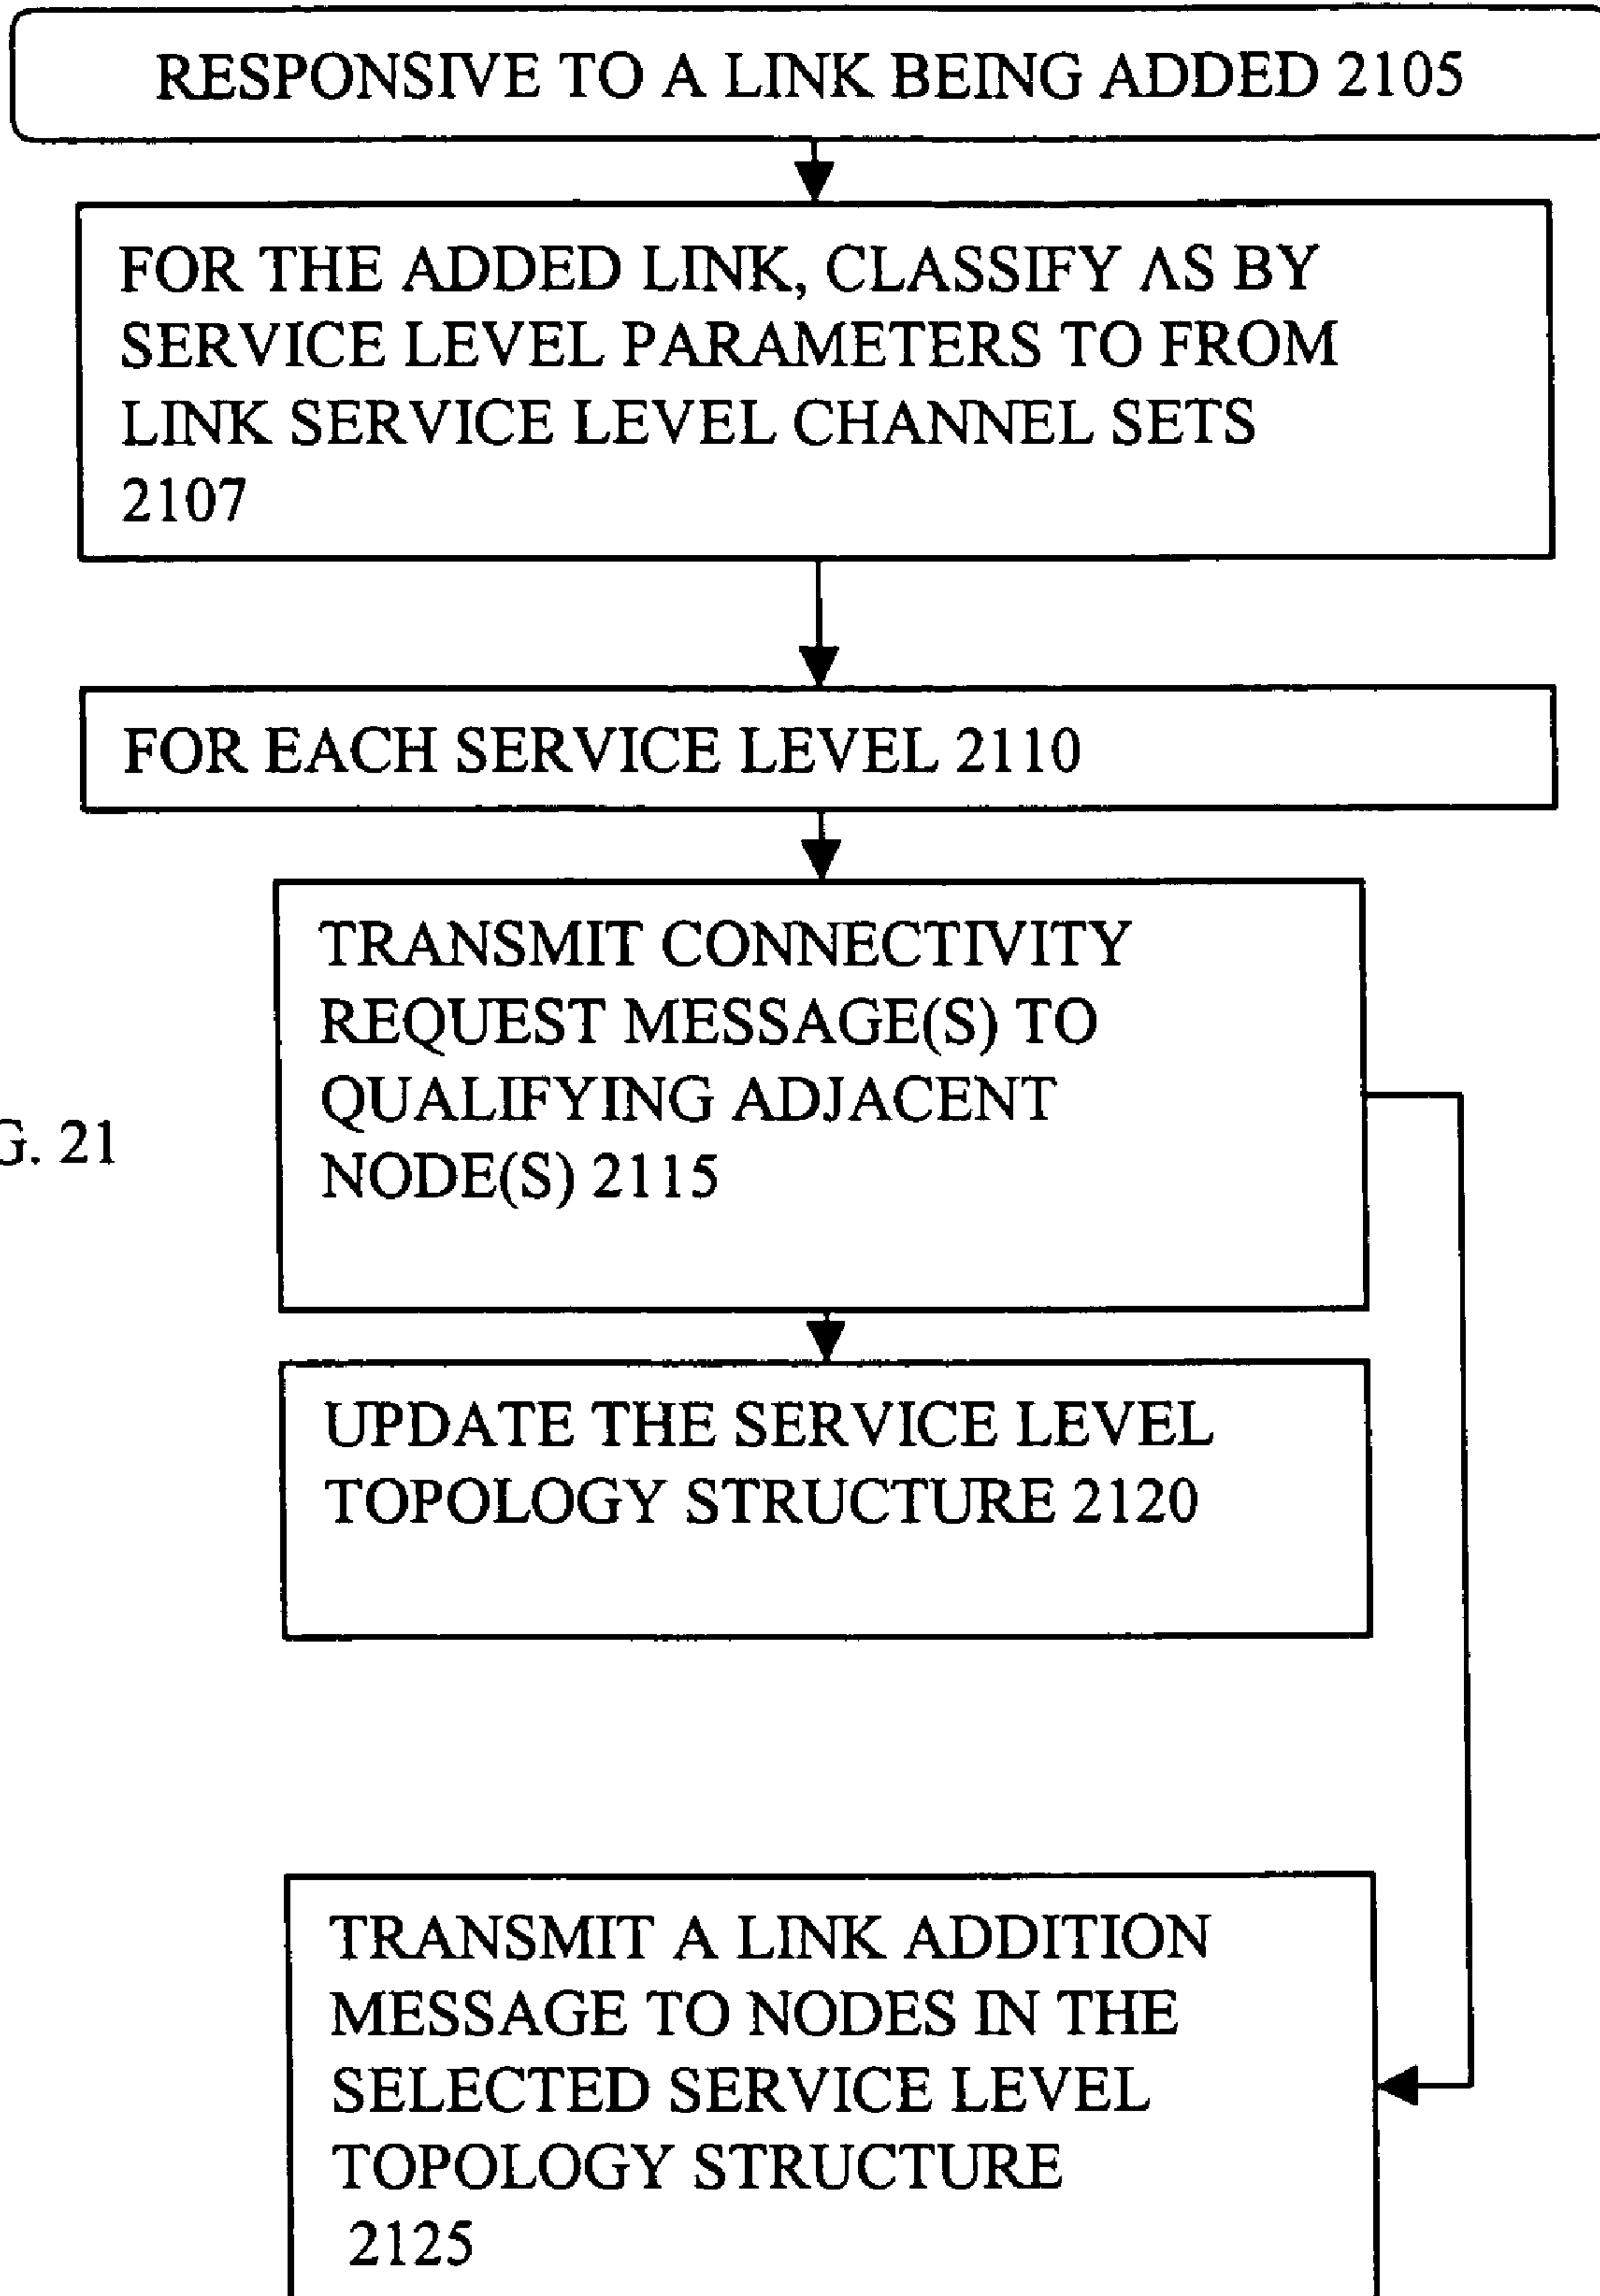 RESPONSIVE TO A LINK BEING ADDED 2105
FOR THE ADDED LINK, CLASSIFY AS BY
SERVICE LEVEL PARAMETERS TO FROM
LINK SERVICE LEVEL CHANNEL SETS
2107
FOR EACH SERVICE LEVEL 2110
TRANSMIT CONNECTIVITY
REQUEST MESSAGE(S) TO
QUALIFYING ADJACENT
NODE(S) 2115
G. 21
UPDATE THE SERVICE LEVEL
TOPOLOGY STRUCTURE 2120
TRANSMIT A LINK ADDITION
MESSAGE TO NODES IN THE
SELECTED SERVICE LEVEL
TOPOLOGY STRUCTURE
2125